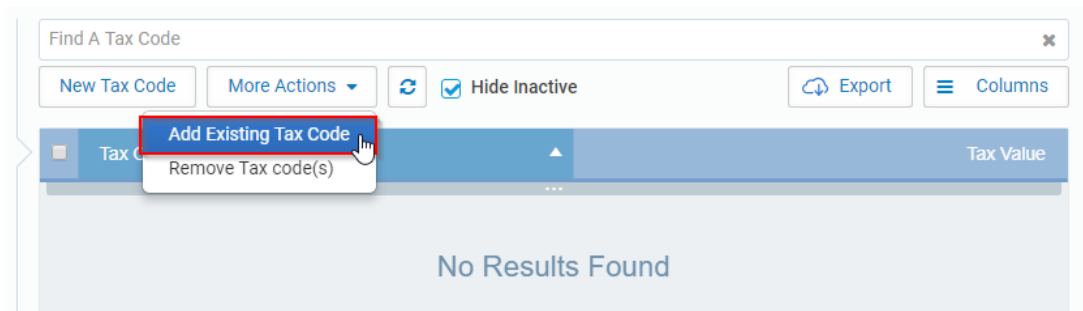 Find A Tax Code
New Tax Code More Actions Hide Inactive Export Columns
Add Existing Tax Code
Tax Tax Value
Remove Tax code(s)
No Results Found